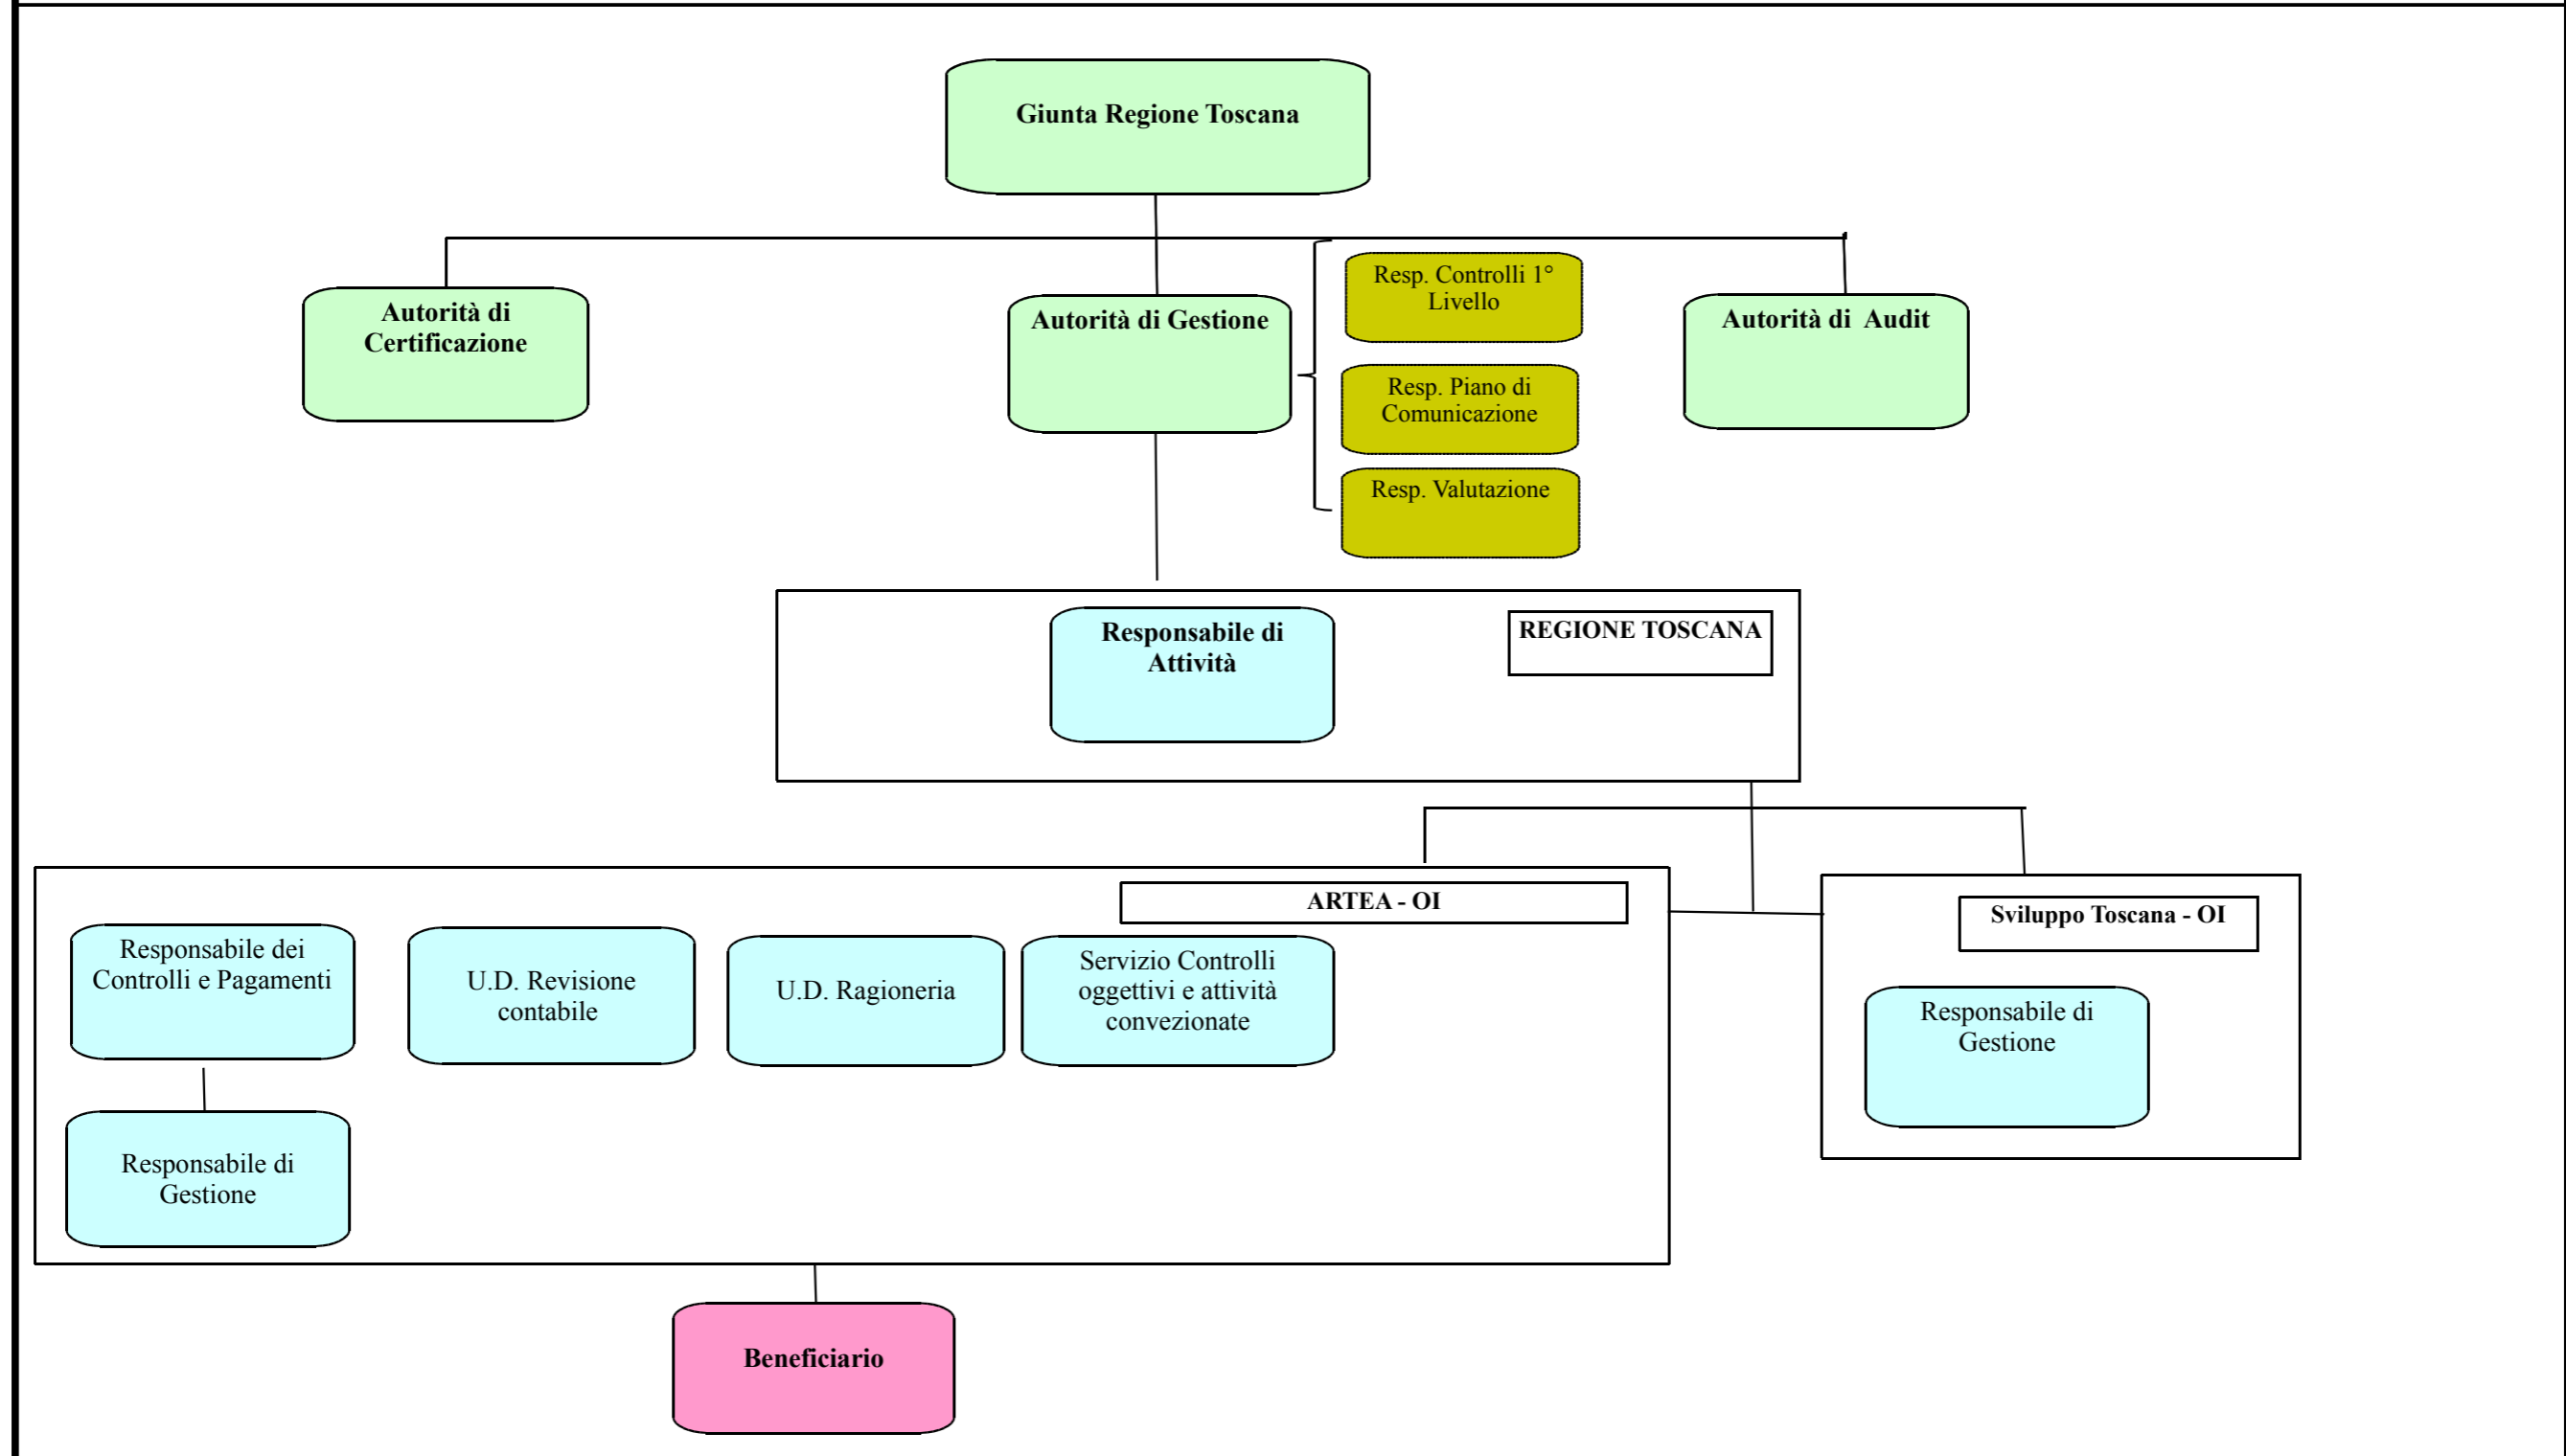 Giunta Regione Toscana
Autorità di
Certificazione
Autorità di Gestione
Resp. Controlli 1°
Livello
Resp. Piano di
Comunicazione
Resp. Valutazione
Autorità di  Audit
Responsabile di
Attività
REGIONE TOSCANA
ARTEA - OI
Responsabile dei
Controlli e Pagamenti
U.D. Revisione
contabile
U.D. Ragioneria
Servizio Controlli
oggettivi e attività
convezionate
Responsabile di
Gestione
Sviluppo Toscana - OI
Responsabile di
Gestione
Beneficiario